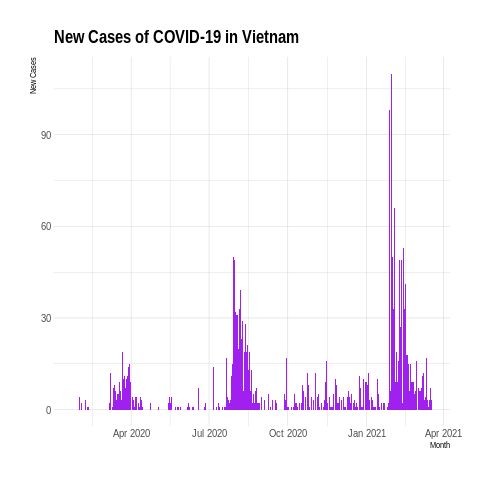 New Cases of COVID-19 in Vietnam
New Cases
90
60
30
0
Apr 2020 Jul 2020 Oct 2020 Jan 2021 Apr 2021
Month